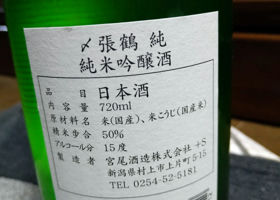 〆張鶴 純
純米吟醸酒
品 目 日本酒
内容量 720ml
原材料名 米(国産)、米こうじ(国産米)
精米歩合 50%
アルコール分 15度
製造者 宮尾酒造株式会社 +S
新潟県村上市上片町5-15
TEL 0254-52-5181